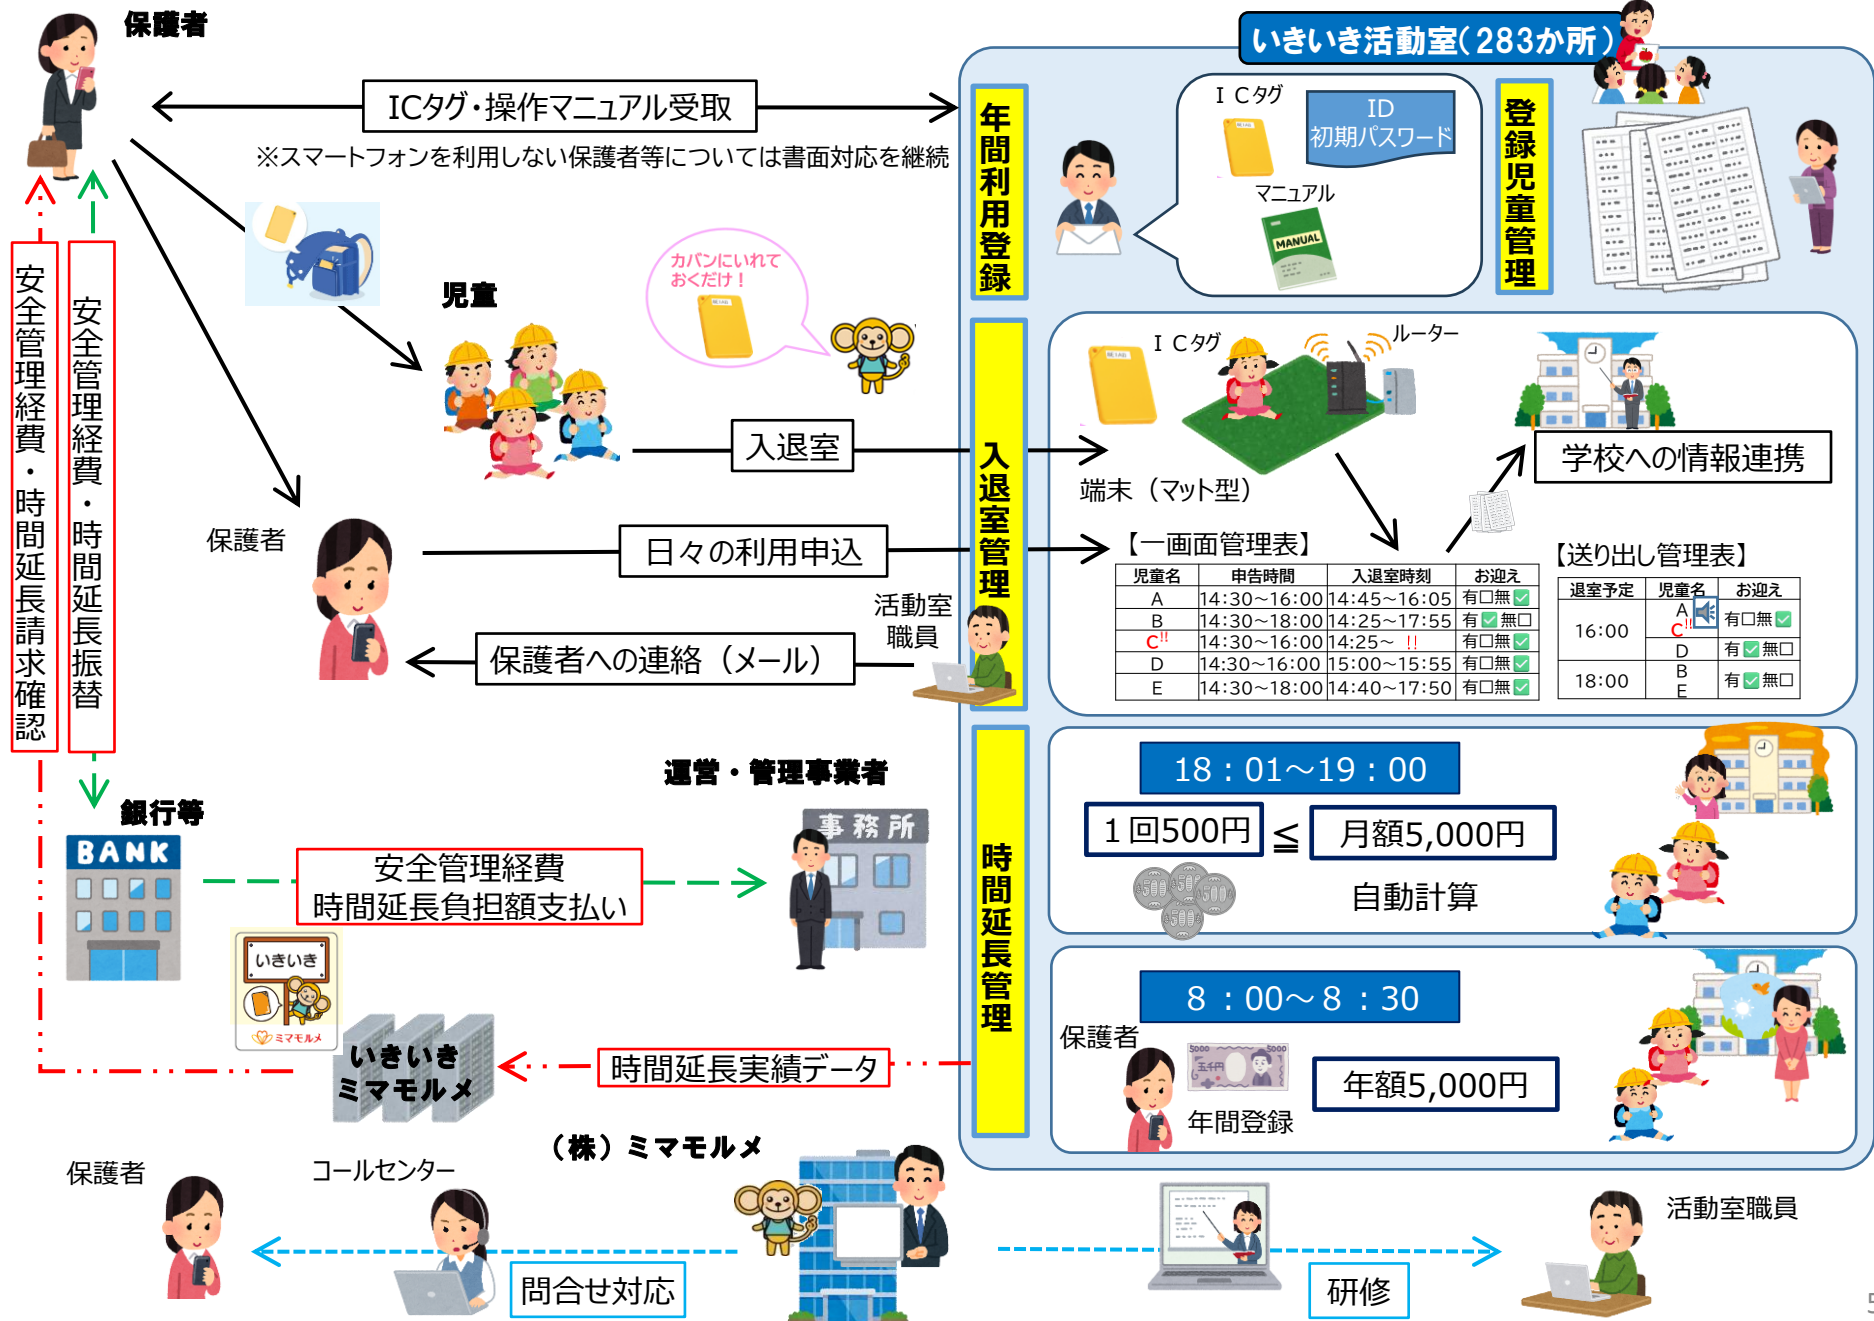 保護者
いきいき活動室(283か所)
ICタグ・操作マニュアル受取
※スマートフォンを利用しない保護者等については書面対応を継続
年間利用登録
ＩＣタグ
ID
初期パスワード
マニュアル
MANUAL
登録児童管理
安全管理経費・時間延長請求確認
安全管理経費・時間延長振替
児童
カバンにいれて
おくだけ！
入退室
入退室管理
ＩＣタグ
ルーター
端末（マット型）
学校への情報連携
保護者
日々の利用申込
活動室
職員
保護者への連絡（メール）
【一画面管理表】
児童名 申告時間 入退室時刻 お迎え
A 14:30～16:00 14:45～16:05 有□無✅
B 14:30～18:00 14:25～17:55 有✅無□
C!! 14:30～16:00 14:25～ !! 有□無✅
D 14:30～16:00 15:00～15:55 有□無✅
E 14:30～18:00 14:40～17:50 有□無✅
【送り出し管理表】
退室予定 児童名 お迎え
16:00 A
C!! 有□無✅
D 有✅無□
18:00 B
E 有✅無□
時間延長管理
18：01～19：00
１回500円 ≦ 月額5,000円
500
500
500
500
自動計算
8：00～8：30
保護者
5000 5000
五千円
年間登録
年額5,000円
銀行等
BANK
安全管理経費
時間延長負担額支払い
運営・管理事業者
事務所
いきいき
ミマモルメ
いきいき
ミマモルメ
時間延長実績データ
（株）ミマモルメ
保護者
コールセンター
問合せ対応
研修
活動室職員
5